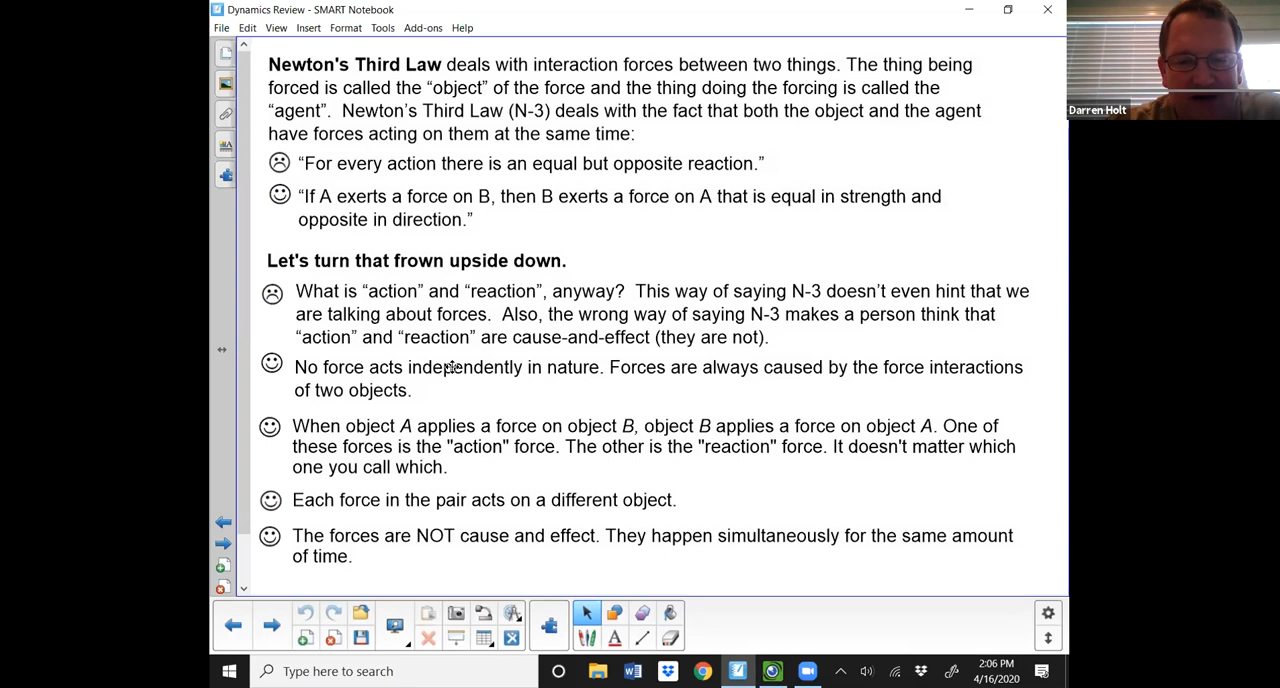 Dynamics Review - SMART Notebook
File Edit View Insert Format Tools Add-ons Help
Darren Holt
Newton's Third Law deals with interaction forces between two things. The thing being
forced is called the “object” of the force and the thing doing the forcing is called the
“agent”. Newton’s Third Law (N-3) deals with the fact that both the object and the agent
have forces acting on them at the same time:
“For every action there is an equal but opposite reaction.”
“If A exerts a force on B, then B exerts a force on A that is equal in strength and
opposite in direction.”
Let's turn that frown upside down.
What is “action” and “reaction”, anyway? This way of saying N-3 doesn’t even hint that we
are talking about forces. Also, the wrong way of saying N-3 makes a person think that
“action” and “reaction” are cause-and-effect (they are not).
No force acts independently in nature. Forces are always caused by the force interactions
of two objects.
When object A applies a force on object B, object B applies a force on object A. One of
these forces is the "action" force. The other is the "reaction" force. It doesn't matter which
one you call which.
Each force in the pair acts on a different object.
The forces are NOT cause and effect. They happen simultaneously for the same amount
of time.
Type here to search
2:06 PM
4/16/2020